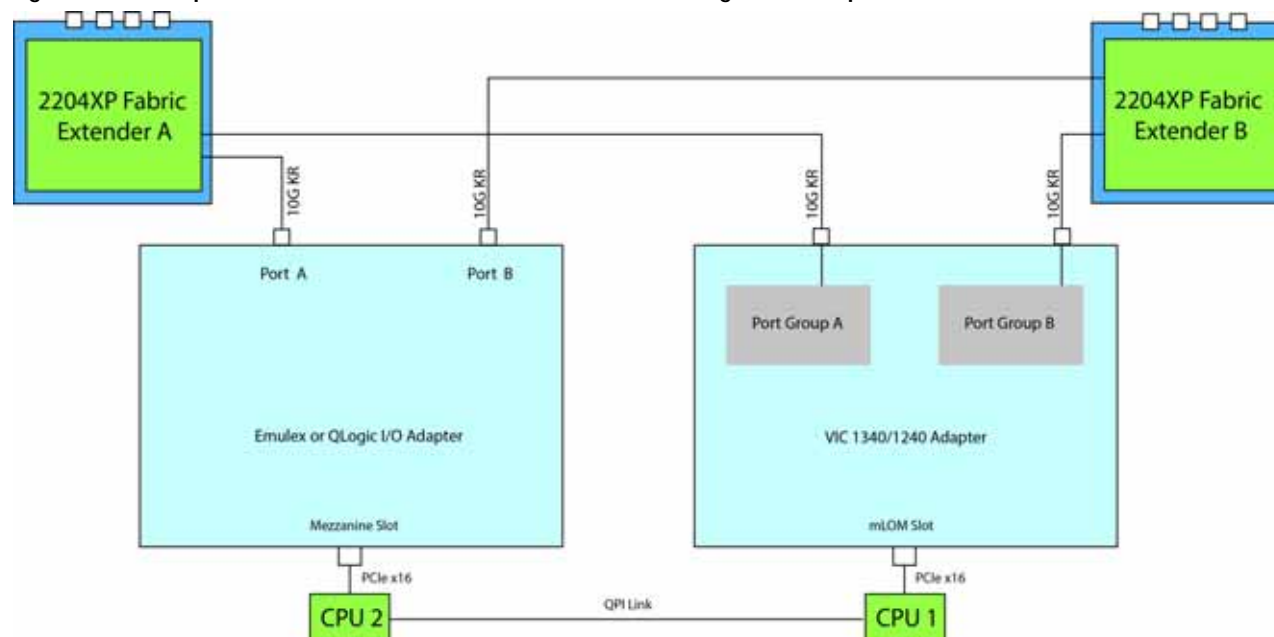 2204XP Fabric
Extender A
2204XP Fabric
Extender B
10G KR
10G KR
10G KR
10G KR
Port A
Port B
Port Group A
Port Group B
Emulex or QLogic I/O Adapter
VIC 1340/1240 Adapter
Mezzanine Slot
mLOM Slot
PCIe x16
PCIe x16
QPI Link
CPU 2
CPU 1